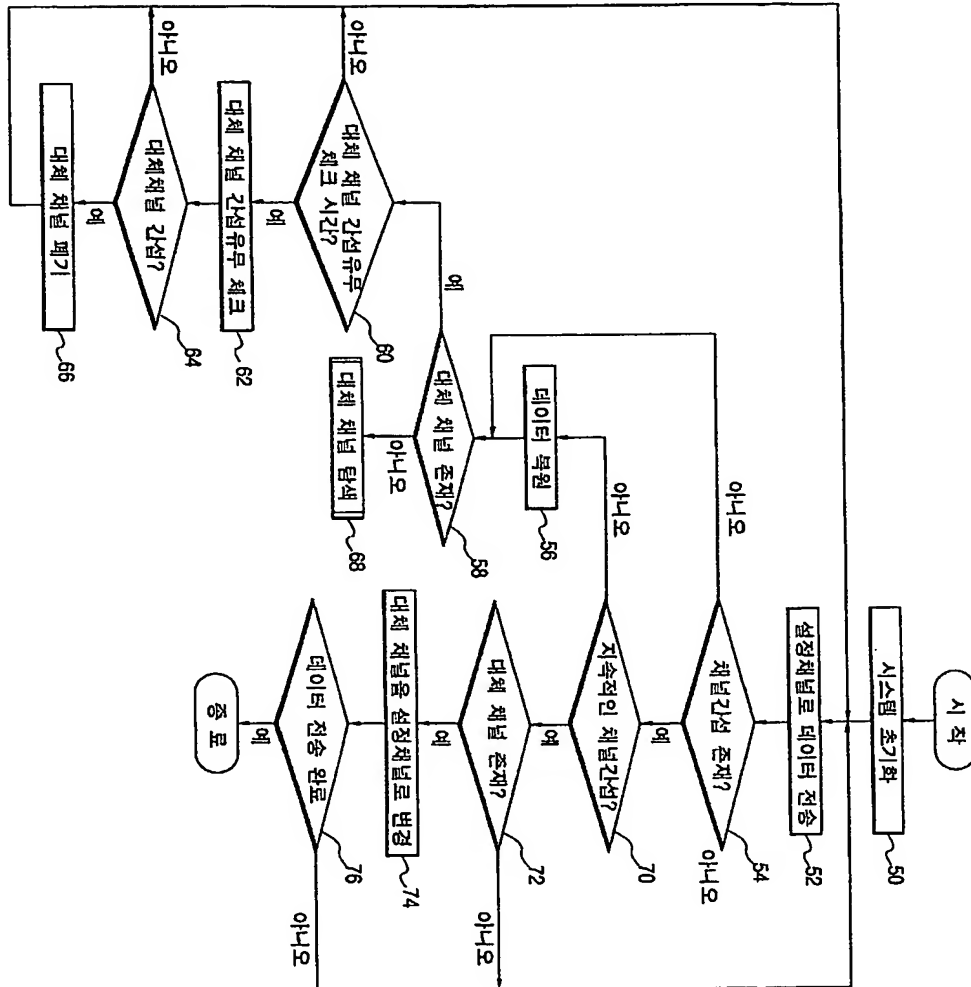 시 작
시스템 초기화
50
설정채널로 데이터 전송
52
채널간섭 존재?
54
아니오
아니오
예
지속적인 채널간섭?
70
아니오
예
데이터 복원
56
대체 채널 존재?
58
예
아니오
대체 채널 탐색
68
대체 채널 간섭유무
체크 시간?
60
아니오
예
대체 채널 간섭유무 체크
62
대체채널 간섭?
64
아니오
예
대체 채널 폐기
66
대체 채널 존재?
72
아니오
예
대체 채널음 설정채널로 변경
74
데이터 전송 완료
76
아니오
예
종 료